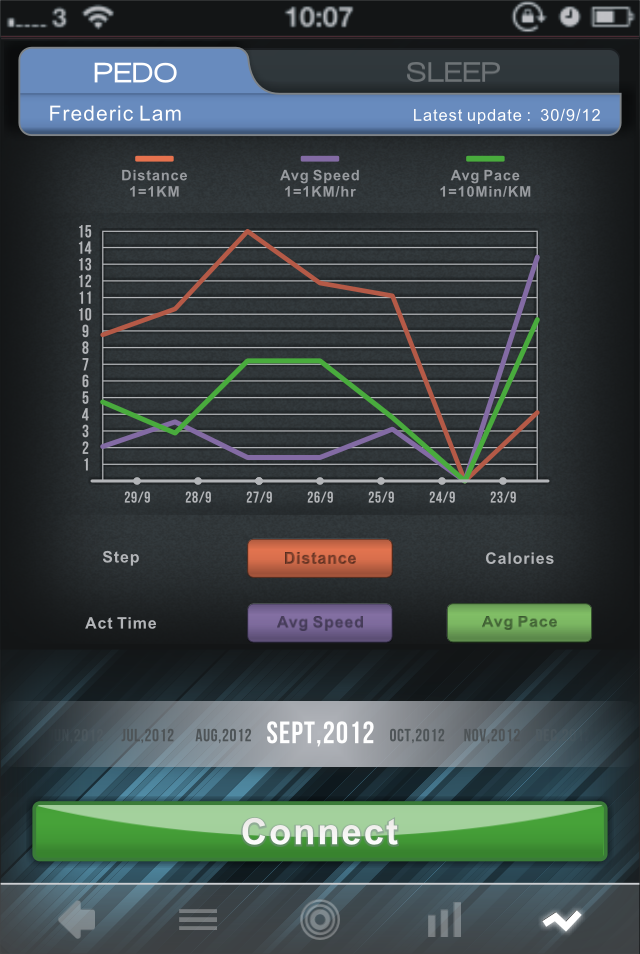 3 10:07
PEDO SLEEP
Frederic Lam Latest update : 30/9/12
Distance Avg Speed Avg Pace
1=1KM 1=1KM/hr 1=10Min/KM
15
14
13
12
11
10
9
8
7
6
5
4
3
2
1
29/9 28/9 27/9 26/9 25/9 24/9 23/9
Step Distance Calories
Act Time Avg Speed Avg Pace
JUL,2012 AUG,2012 SEPT,2012 OCT,2012 NOV,2012
Connect